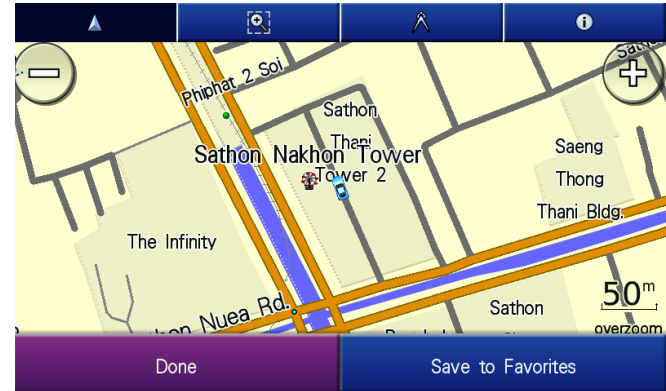 Phiphat 2 Soi
Sathon
Thani
Sathon Nakhon Tower
Tower 2
Saeng
Thong
Thani Bldg.
The Infinity
50m
Nuea Rd.
Sathon
overzoom
Done
Save to Favorites